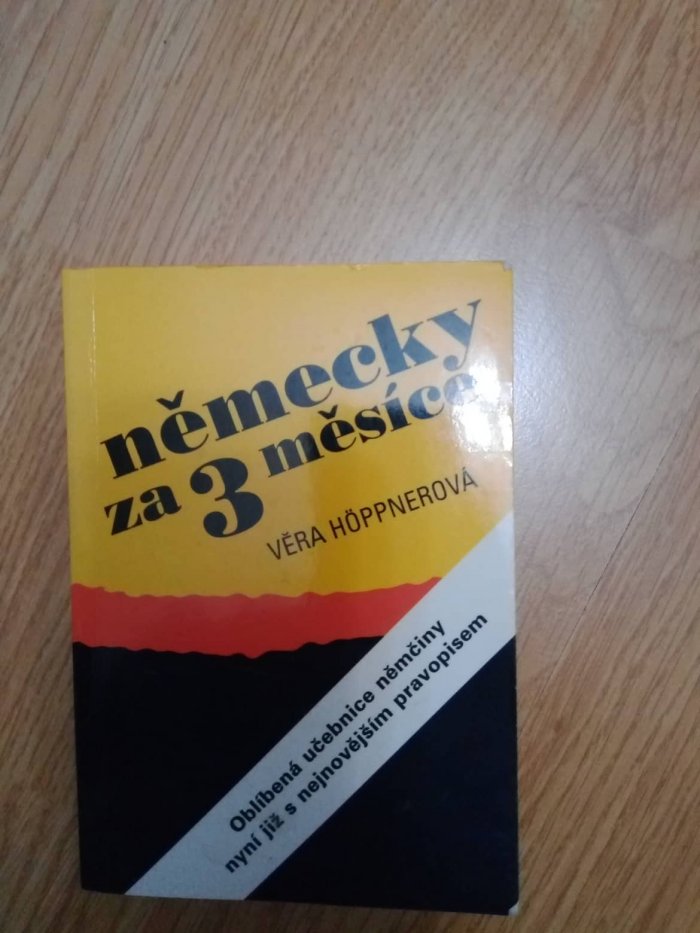 německy
za 3 měsíce
VĚRA HÖPPNEROVÁ
Oblíbená učebnice němčiny
nyní již s nejnovějším pravopisem